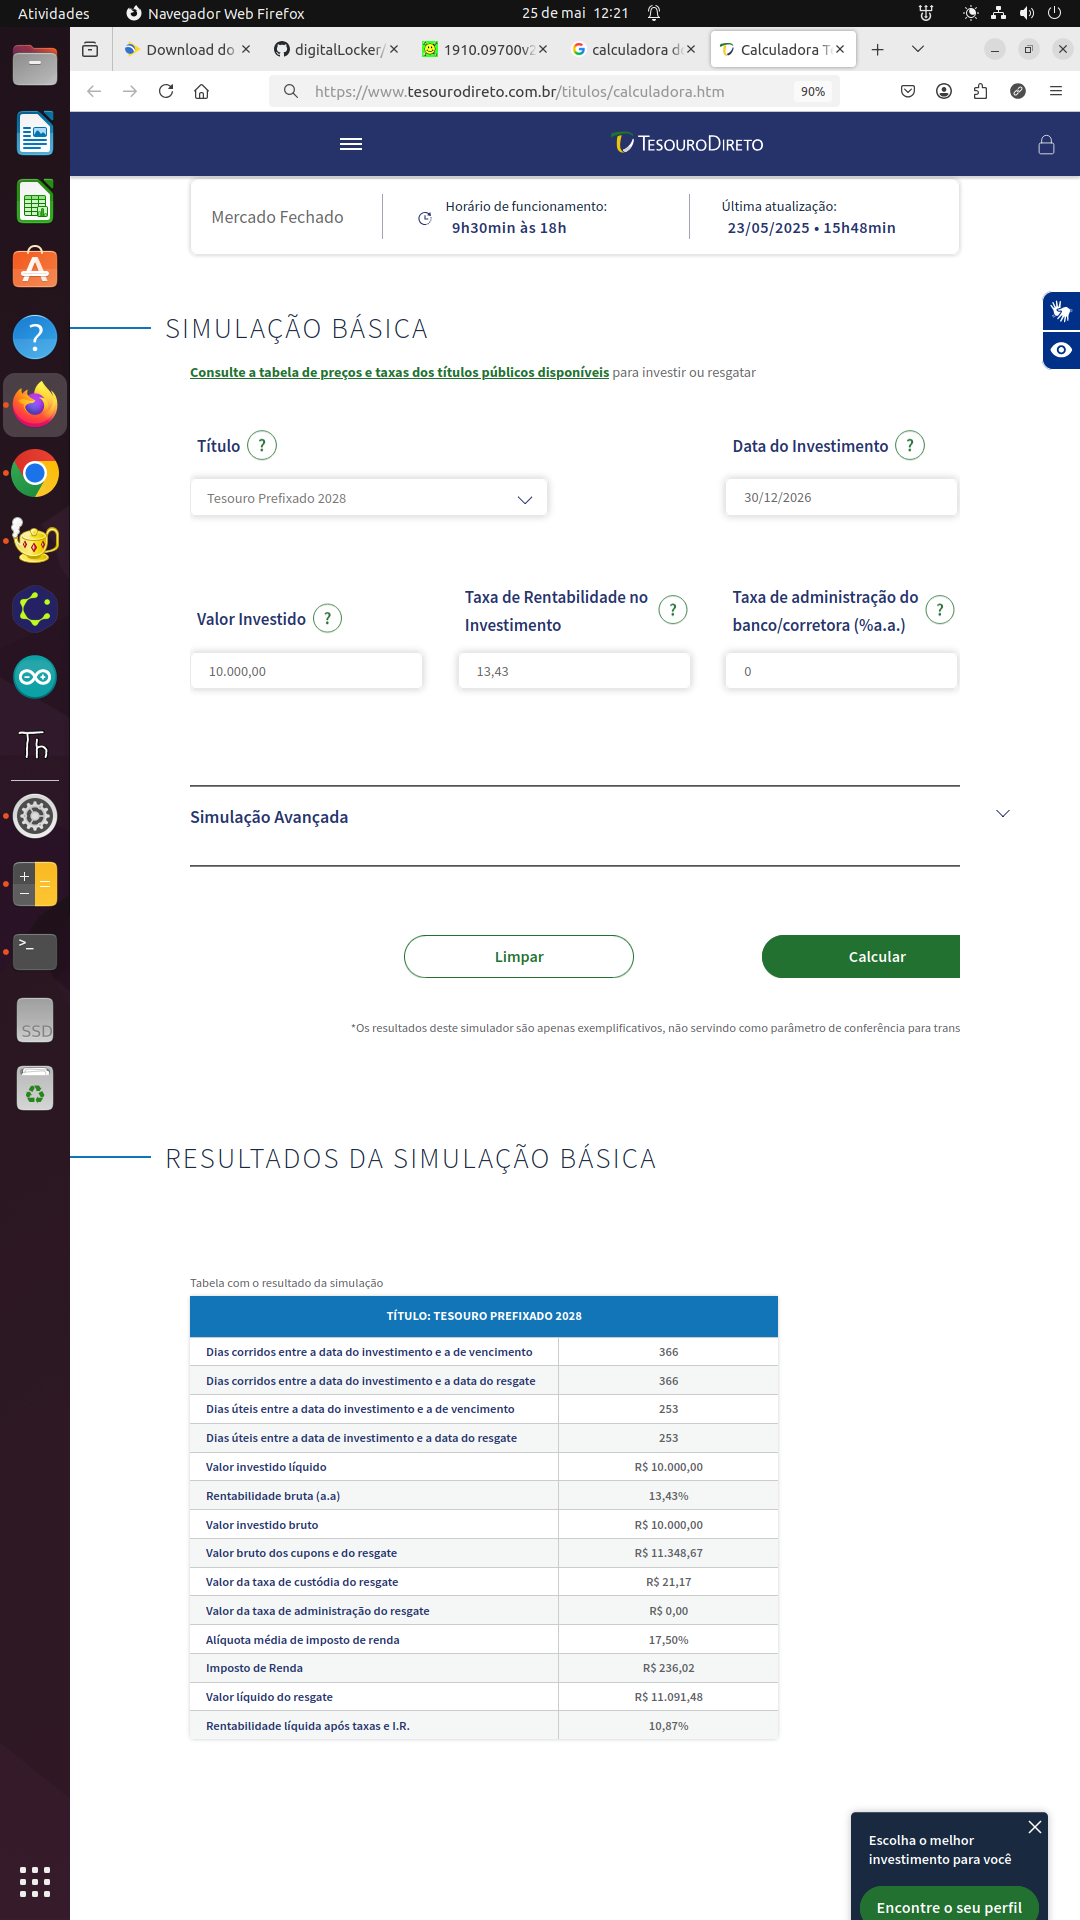 Atividades
Navegador Web Firefox
25 de mai 12:21
Download do
digitalLocker/
1910.09700v2
calculadora de
Calculadora T
https://www.tesourodireto.com.br/titulos/calculadora.htm
90%
TESOURODIRETO
Mercado Fechado
Horário de funcionamento:
9h30min às 18h
Última atualização:
23/05/2025 • 15h48min
SIMULAÇÃO BÁSICA
Consulte a tabela de preços e taxas dos títulos públicos disponíveis para investir ou resgatar
Título ?
Data do Investimento ?
Tesouro Prefixado 2028
30/12/2026
Valor Investido ?
Taxa de Rentabilidade no
Investimento
?
Taxa de administração do
banco/corretora (%a.a.)
?
10.000,00
13,43
0
Simulação Avançada
Limpar
Calcular
*Os resultados deste simulador são apenas exemplificativos, não servindo como parâmetro de conferência para trans
RESULTADOS DA SIMULAÇÃO BÁSICA
Tabela com o resultado da simulação
TÍTULO: TESOURO PREFIXADO 2028
Dias corridos entre a data do investimento e a de vencimento 366
Dias corridos entre a data do investimento e a data do resgate 366
Dias úteis entre a data do investimento e a de vencimento 253
Dias úteis entre a data de investimento e a data do resgate 253
Valor investido líquido R$ 10.000,00
Rentabilidade bruta (a.a) 13,43%
Valor investido bruto R$ 10.000,00
Valor bruto dos cupons e do resgate R$ 11.348,67
Valor da taxa de custódia do resgate R$ 21,17
Valor da taxa de administração do resgate R$ 0,00
Alíquota média de imposto de renda 17,50%
Imposto de Renda R$ 236,02
Valor líquido do resgate R$ 11.091,48
Rentabilidade líquida após taxas e I.R. 10,87%
Escolha o melhor
investimento para você
Encontre o seu perfil
?
Th
>_
SSD